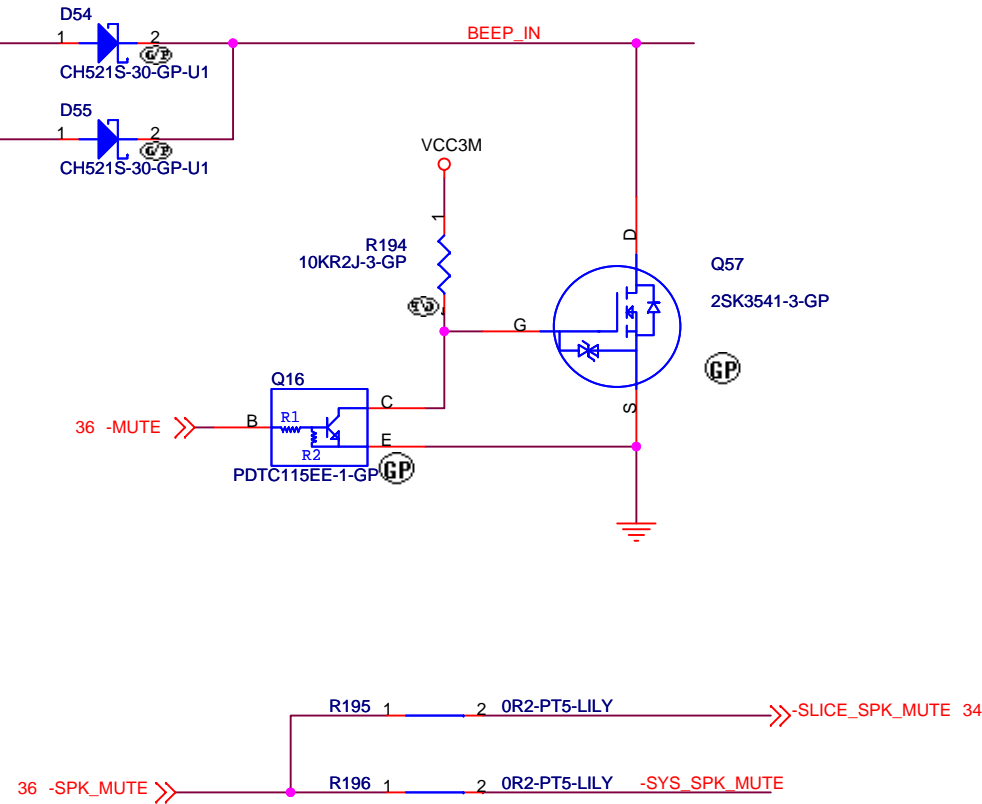 D54
1 2
G/P
CH521S-30-GP-U1
BEEP_IN
D55
1 2
G/P
CH521S-30-GP-U1
VCC3M
1
R194
10KR2J-3-GP
D
Q57
2SK3541-3-GP
G
GP
Q16
C
S
36 -MUTE
B
R1
R2
E
PDTC115EE-1-GP
GP
R195 1 2 0R2-PT5-LILY -SLICE_SPK_MUTE 34
36 -SPK_MUTE R196 1 2 0R2-PT5-LILY -SYS_SPK_MUTE